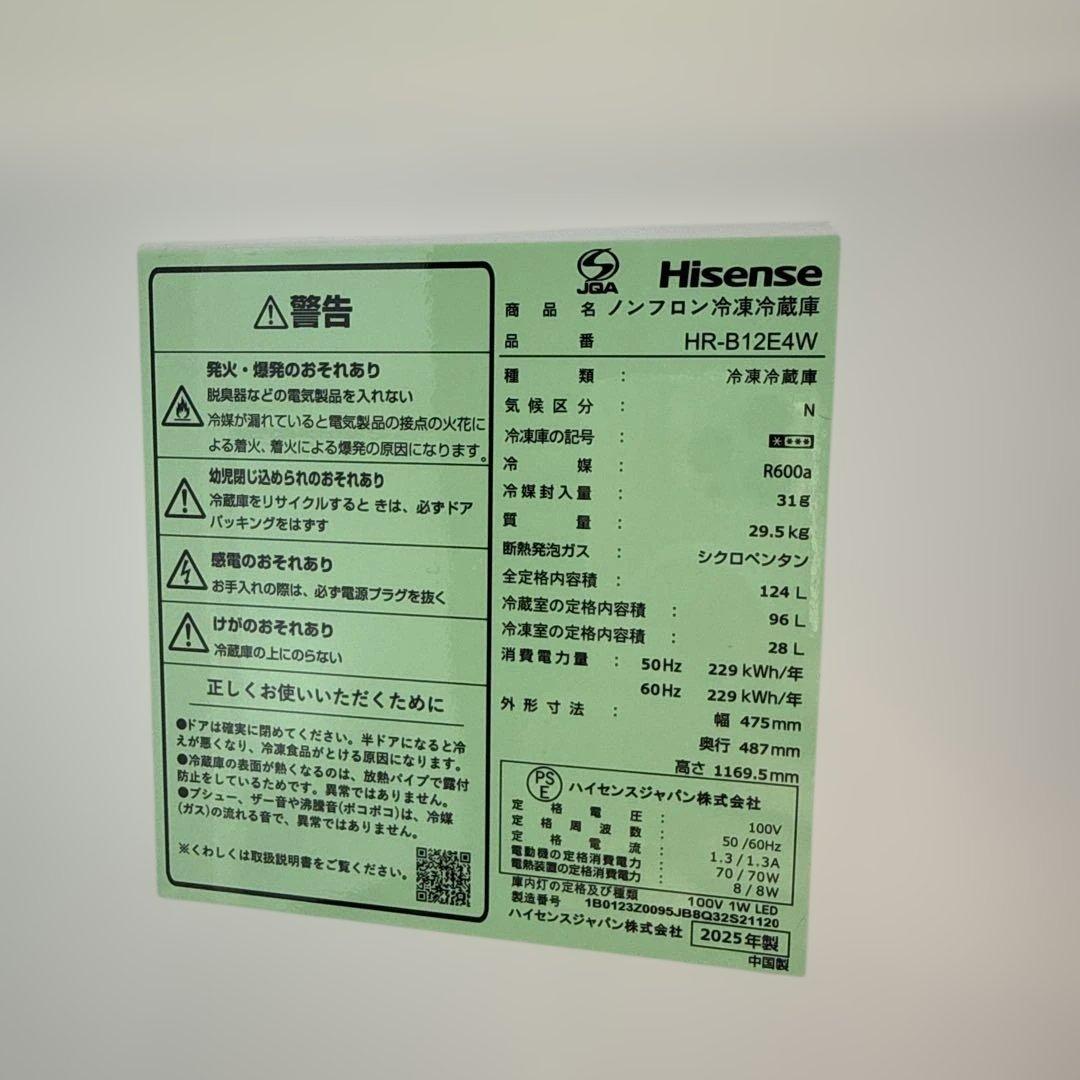 警告
発火・爆発のおそれあり
脱臭器などの電気製品を入れない
冷媒が漏れていると電気製品の接点の火花に
よる着火、着火による爆発の原因になります。
幼児閉じ込められのおそれあり
冷蔵庫をリサイクルすると きは、必ずドア
パッキングをはずす
感電のおそれあり
お手入れの際は、必ず電源プラグを抜く
けがのおそれあり
冷蔵庫の上にのらない
正しくお使いいただくために
●ドアは確実に閉めてください。半ドアになると冷
えが悪くなり、冷凍食品がとける原因になります。
●冷蔵庫の表面が熱くなるのは、放熱パイプで露付
防止をしているためです。異常ではありません。
●プシュー、ザー音や沸騰音(ポコポコ)は、冷媒
(ガス)の流れる音で、異常ではありません。
※くわしくは取扱説明書をご覧ください。
JQA Hisense
商品名 ノンフロン冷凍冷蔵庫
品番 HR-B12E4W
種類 : 冷凍冷蔵庫
気候区分 : N
冷凍庫の記号 : ****
冷媒 : R600a
冷媒封入量 : 31g
質量 : 29.5kg
断熱発泡ガス : シクロペンタン
全定格内容積 : 124 L
冷蔵室の定格内容積 : 96 L
冷凍室の定格内容積 : 28 L
消費電力量 : 50Hz 229 kWh/年
60Hz 229 kWh/年
外形寸法 : 幅 475mm
奥行 487mm
高さ 1169.5mm
PSE ハイセンスジャパン株式会社
定格電圧 : 100V
定格周波数 : 50/60Hz
定格電流 : 1.3/1.3A
電動機の定格消費電力 : 70/70W
電熱装置の定格消費電力 : 8/8W
庫内灯の定格及び種類 100V 1W LED
製造番号 1B0123Z0095JB8Q32S21120
ハイセンスジャパン株式会社 2025年製
中国製